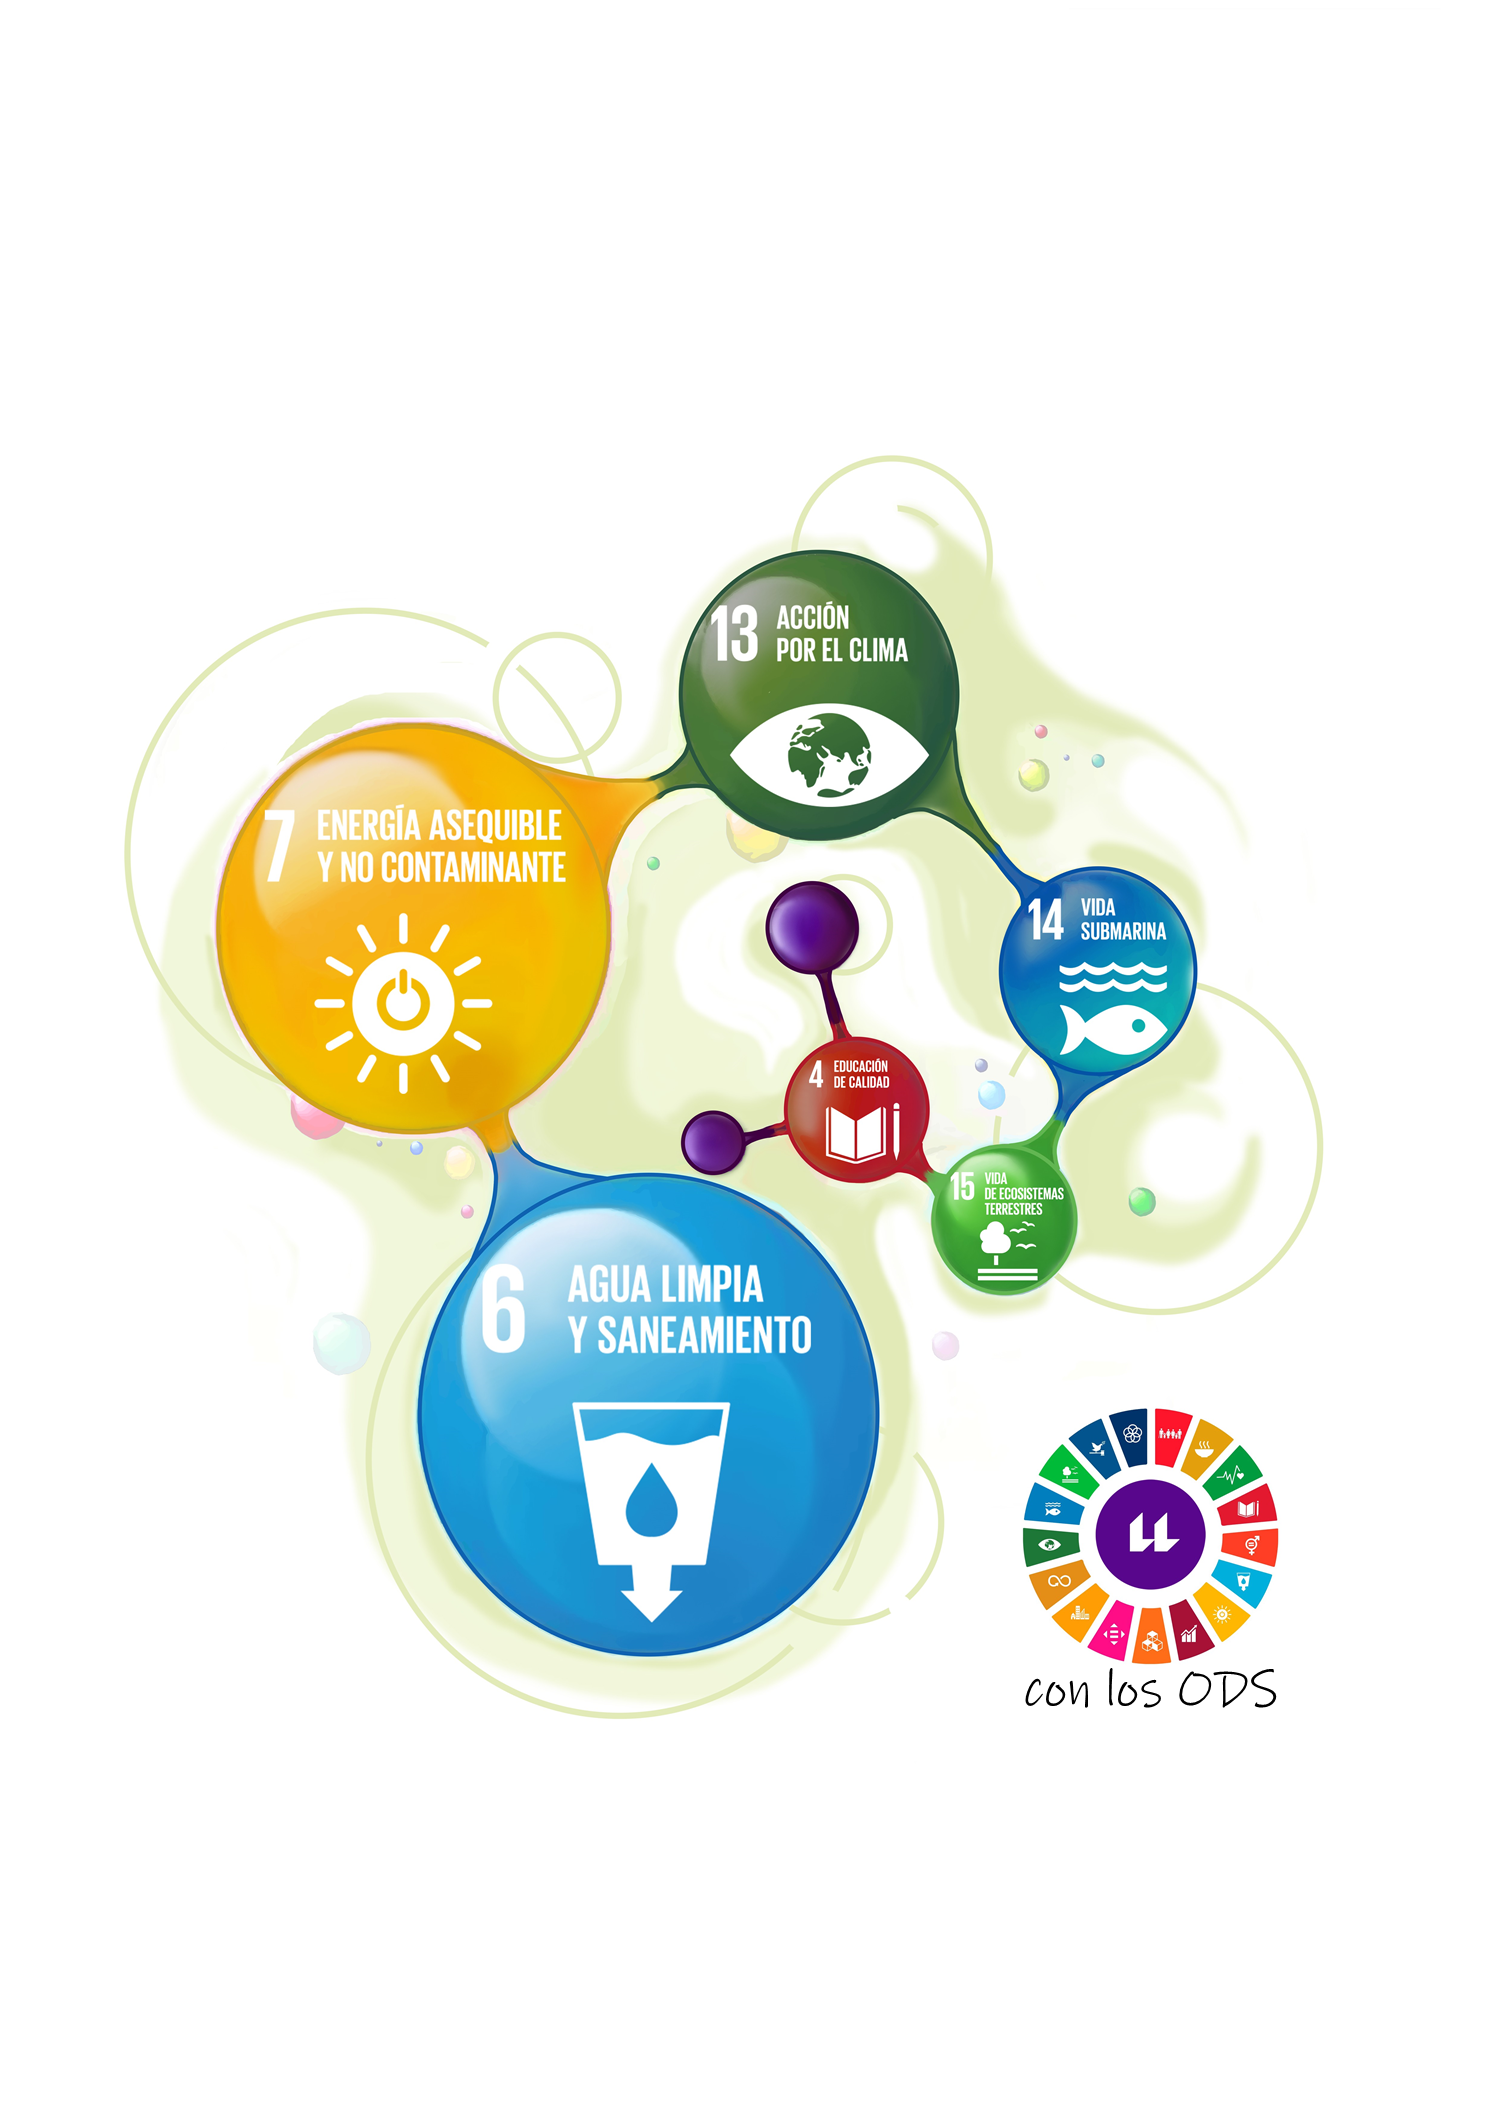 13 ACCIÓN
POR EL CLIMA
7 ENERGÍA ASEQUIBLE
Y NO CONTAMINANTE
14 VIDA
SUBMARINA
4 EDUCACIÓN
DE CALIDAD
15 VIDA
DE ECOSISTEMAS
TERRESTRES
6 AGUA LIMPIA
Y SANEAMIENTO
con los ODS